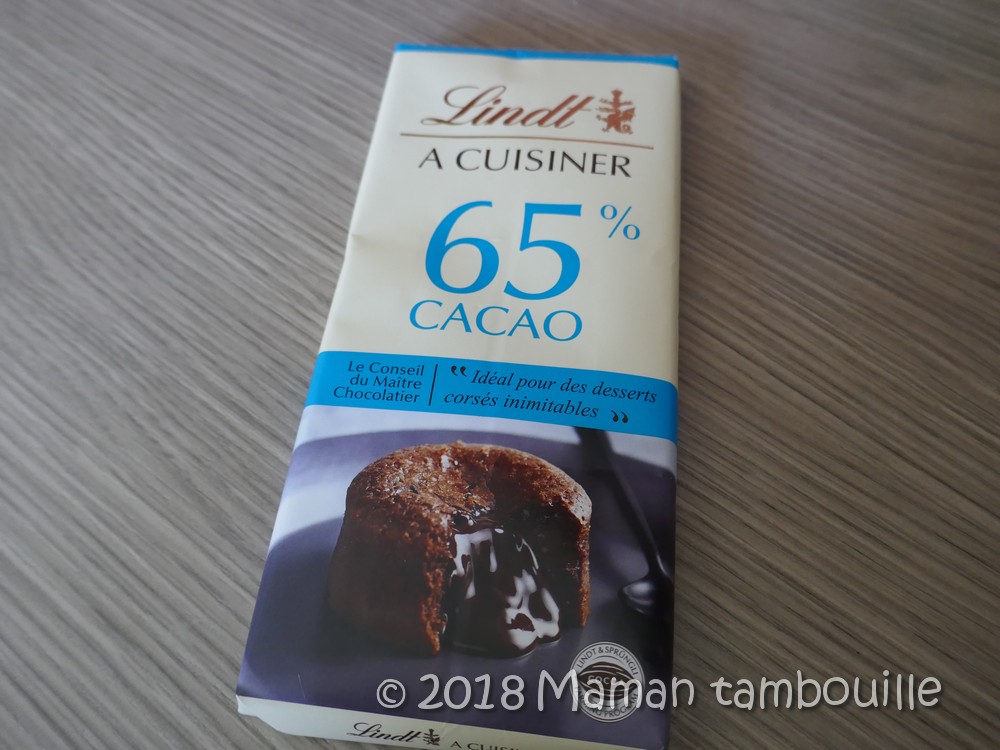 Lindt
A CUISINER
65%
CACAO
Le Conseil
du Maître
Chocolatier
“ Idéal pour des desserts
corsés inimitables ”
LINDT & SPRÜNGLI
© 2018 Maman tambouille
Lindt A CUISINER